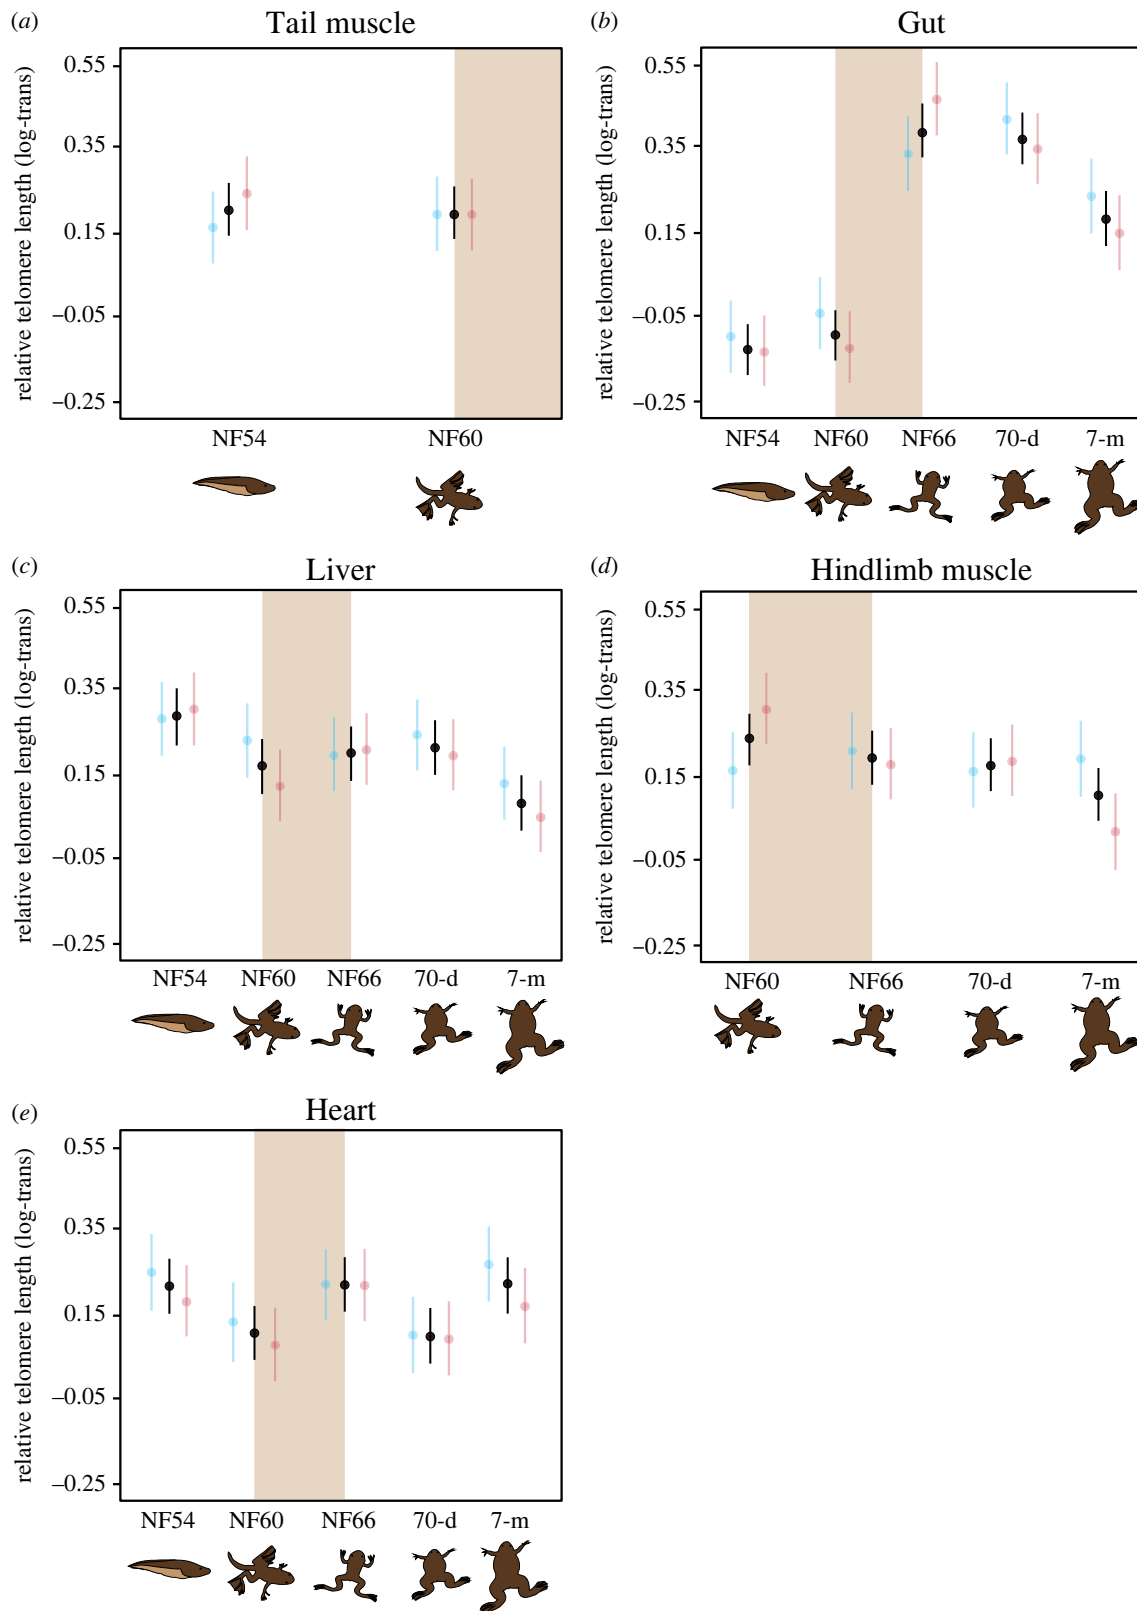 (a)
Tail muscle
relative telomere length (log-trans)
0.55
0.35
0.15
–0.05
–0.25
NF54
NF60
(b)
Gut
relative telomere length (log-trans)
0.55
0.35
0.15
–0.05
–0.25
NF54
NF60
NF66
70-d
7-m
(c)
Liver
relative telomere length (log-trans)
0.55
0.35
0.15
–0.05
–0.25
NF54
NF60
NF66
70-d
7-m
(d)
Hindlimb muscle
relative telomere length (log-trans)
0.55
0.35
0.15
–0.05
–0.25
NF60
NF66
70-d
7-m
(e)
Heart
relative telomere length (log-trans)
0.55
0.35
0.15
–0.05
–0.25
NF54
NF60
NF66
70-d
7-m